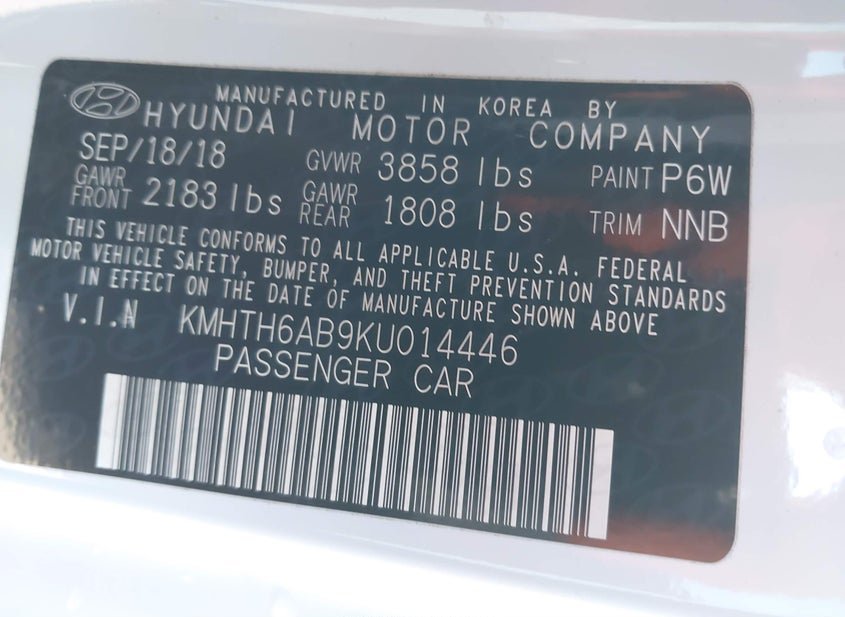 MANUFACTURED IN KOREA BY
HYUNDAI MOTOR COMPANY
SEP/18/18 GVWR 3858 lbs PAINT P6W
GAWR FRONT 2183 lbs GAWR REAR 1808 lbs TRIM NNB
THIS VEHICLE CONFORMS TO ALL APPLICABLE U.S.A. FEDERAL
MOTOR VEHICLE SAFETY, BUMPER, AND THEFT PREVENTION STANDARDS
IN EFFECT ON THE DATE OF MANUFACTURE SHOWN ABOVE
V.I.N KMHTH6AB9KU014446
PASSENGER CAR